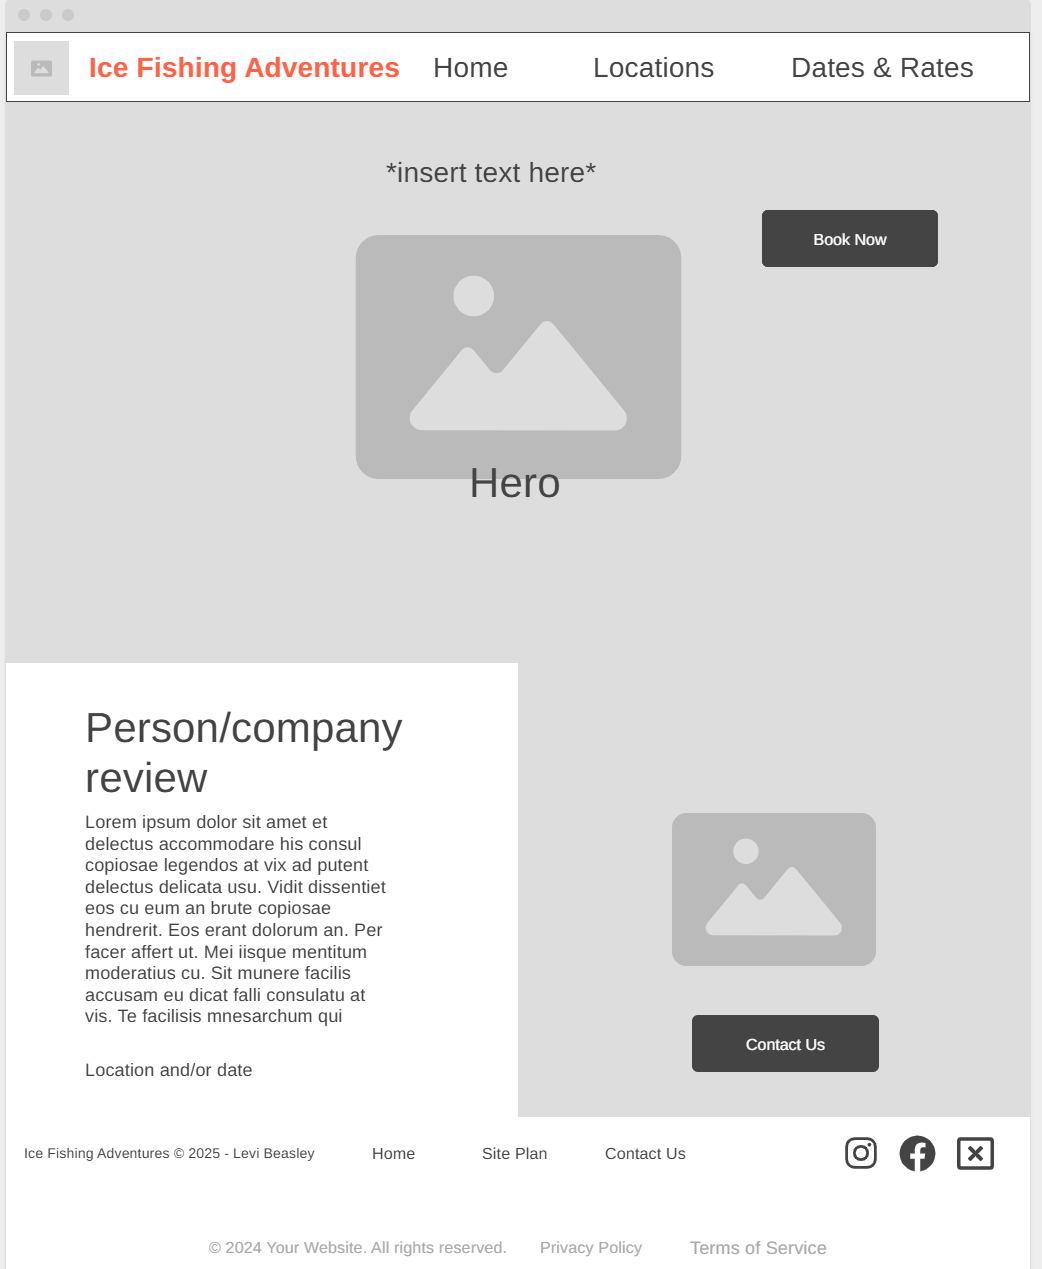 Ice Fishing Adventures Home Locations Dates & Rates
*insert text here*
Book Now
Hero
Person/company
review
Lorem ipsum dolor sit amet et
delectus accommodare his consul
copiosae legendos at vix ad putent
delectus delicata usu. Vidit dissentiet
eos cu eum an brute copiosae
hendrerit. Eos erant dolorum an. Per
facer affert ut. Mei iisque mentitum
moderatius cu. Sit munere facilis
accusam eu dicat falli consulatu at
vis. Te facilisis mnesarchum qui
Location and/or date
Contact Us
Ice Fishing Adventures © 2025 - Levi Beasley Home Site Plan Contact Us
© 2024 Your Website. All rights reserved. Privacy Policy Terms of Service